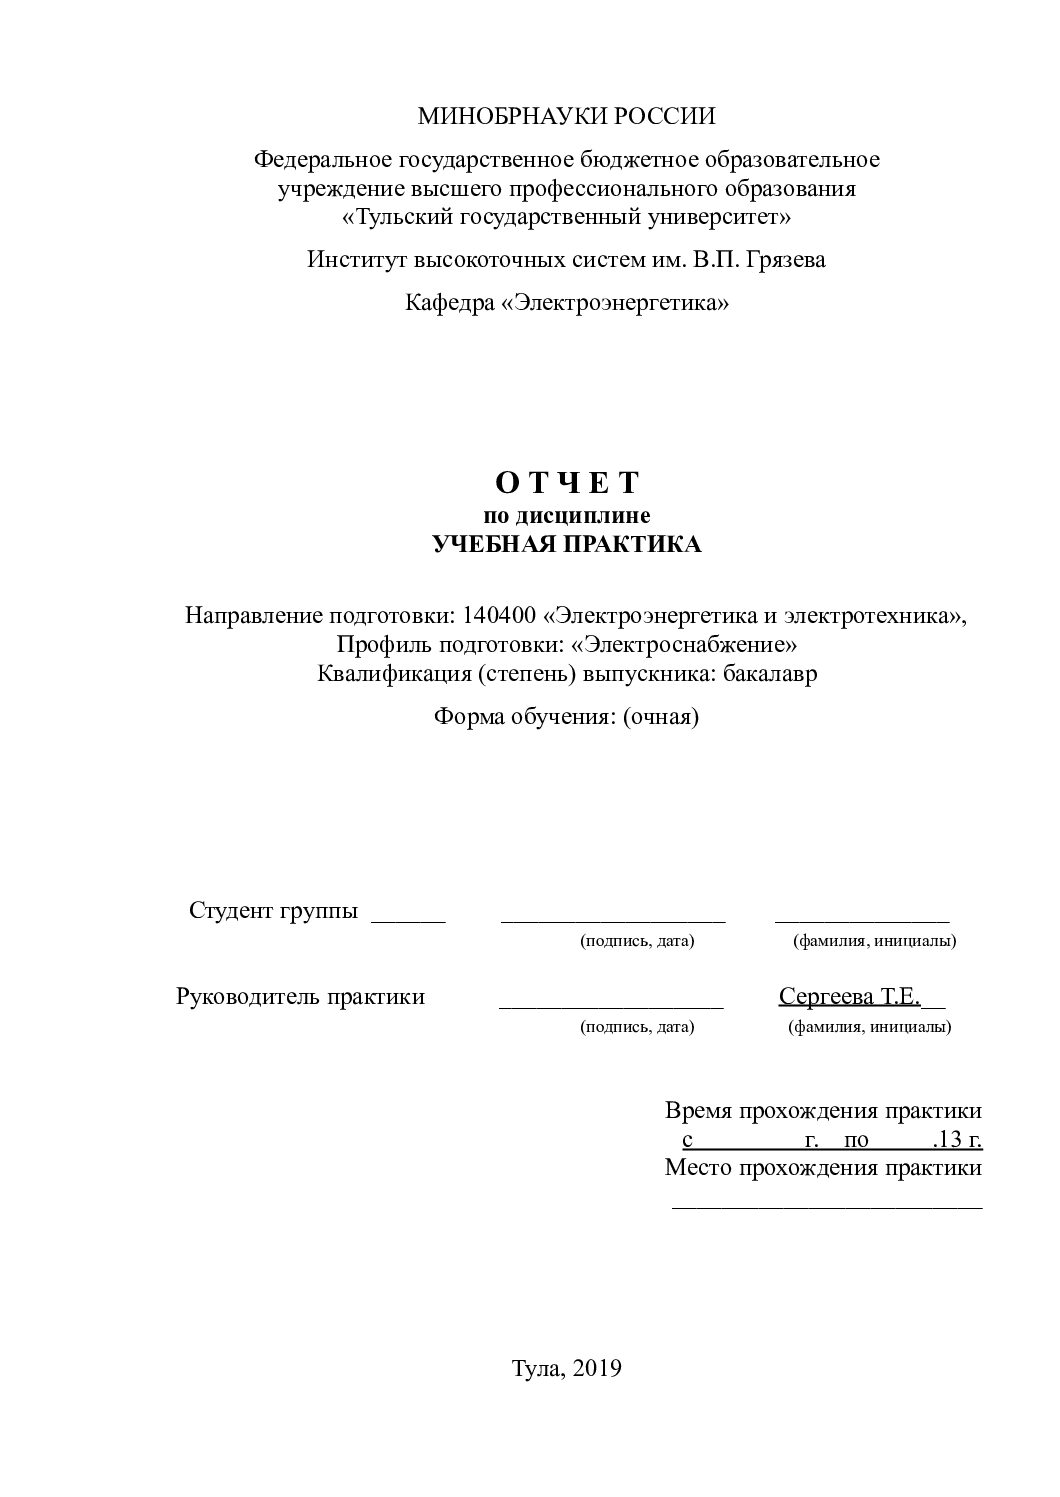 МИНОБРНАУКИ РОССИИ
Федеральное государственное бюджетное образовательное
учреждение высшего профессионального образования
«Тульский государственный университет»
Институт высокоточных систем им. В.П. Грязева
Кафедра «Электроэнергетика»
О Т Ч Е Т
по дисциплине
УЧЕБНАЯ ПРАКТИКА
Направление подготовки: 140400 «Электроэнергетика и электротехника»,
Профиль подготовки: «Электроснабжение»
Квалификация (степень) выпускника: бакалавр
Форма обучения: (очная)
Студент группы ______ __________________ ______________
(подпись, дата) (фамилия, инициалы)
Руководитель практики __________________ Сергеева Т.Е.__
(подпись, дата) (фамилия, инициалы)
Время прохождения практики
с г. по .13 г.
Место прохождения практики
_________________________
Тула, 2019